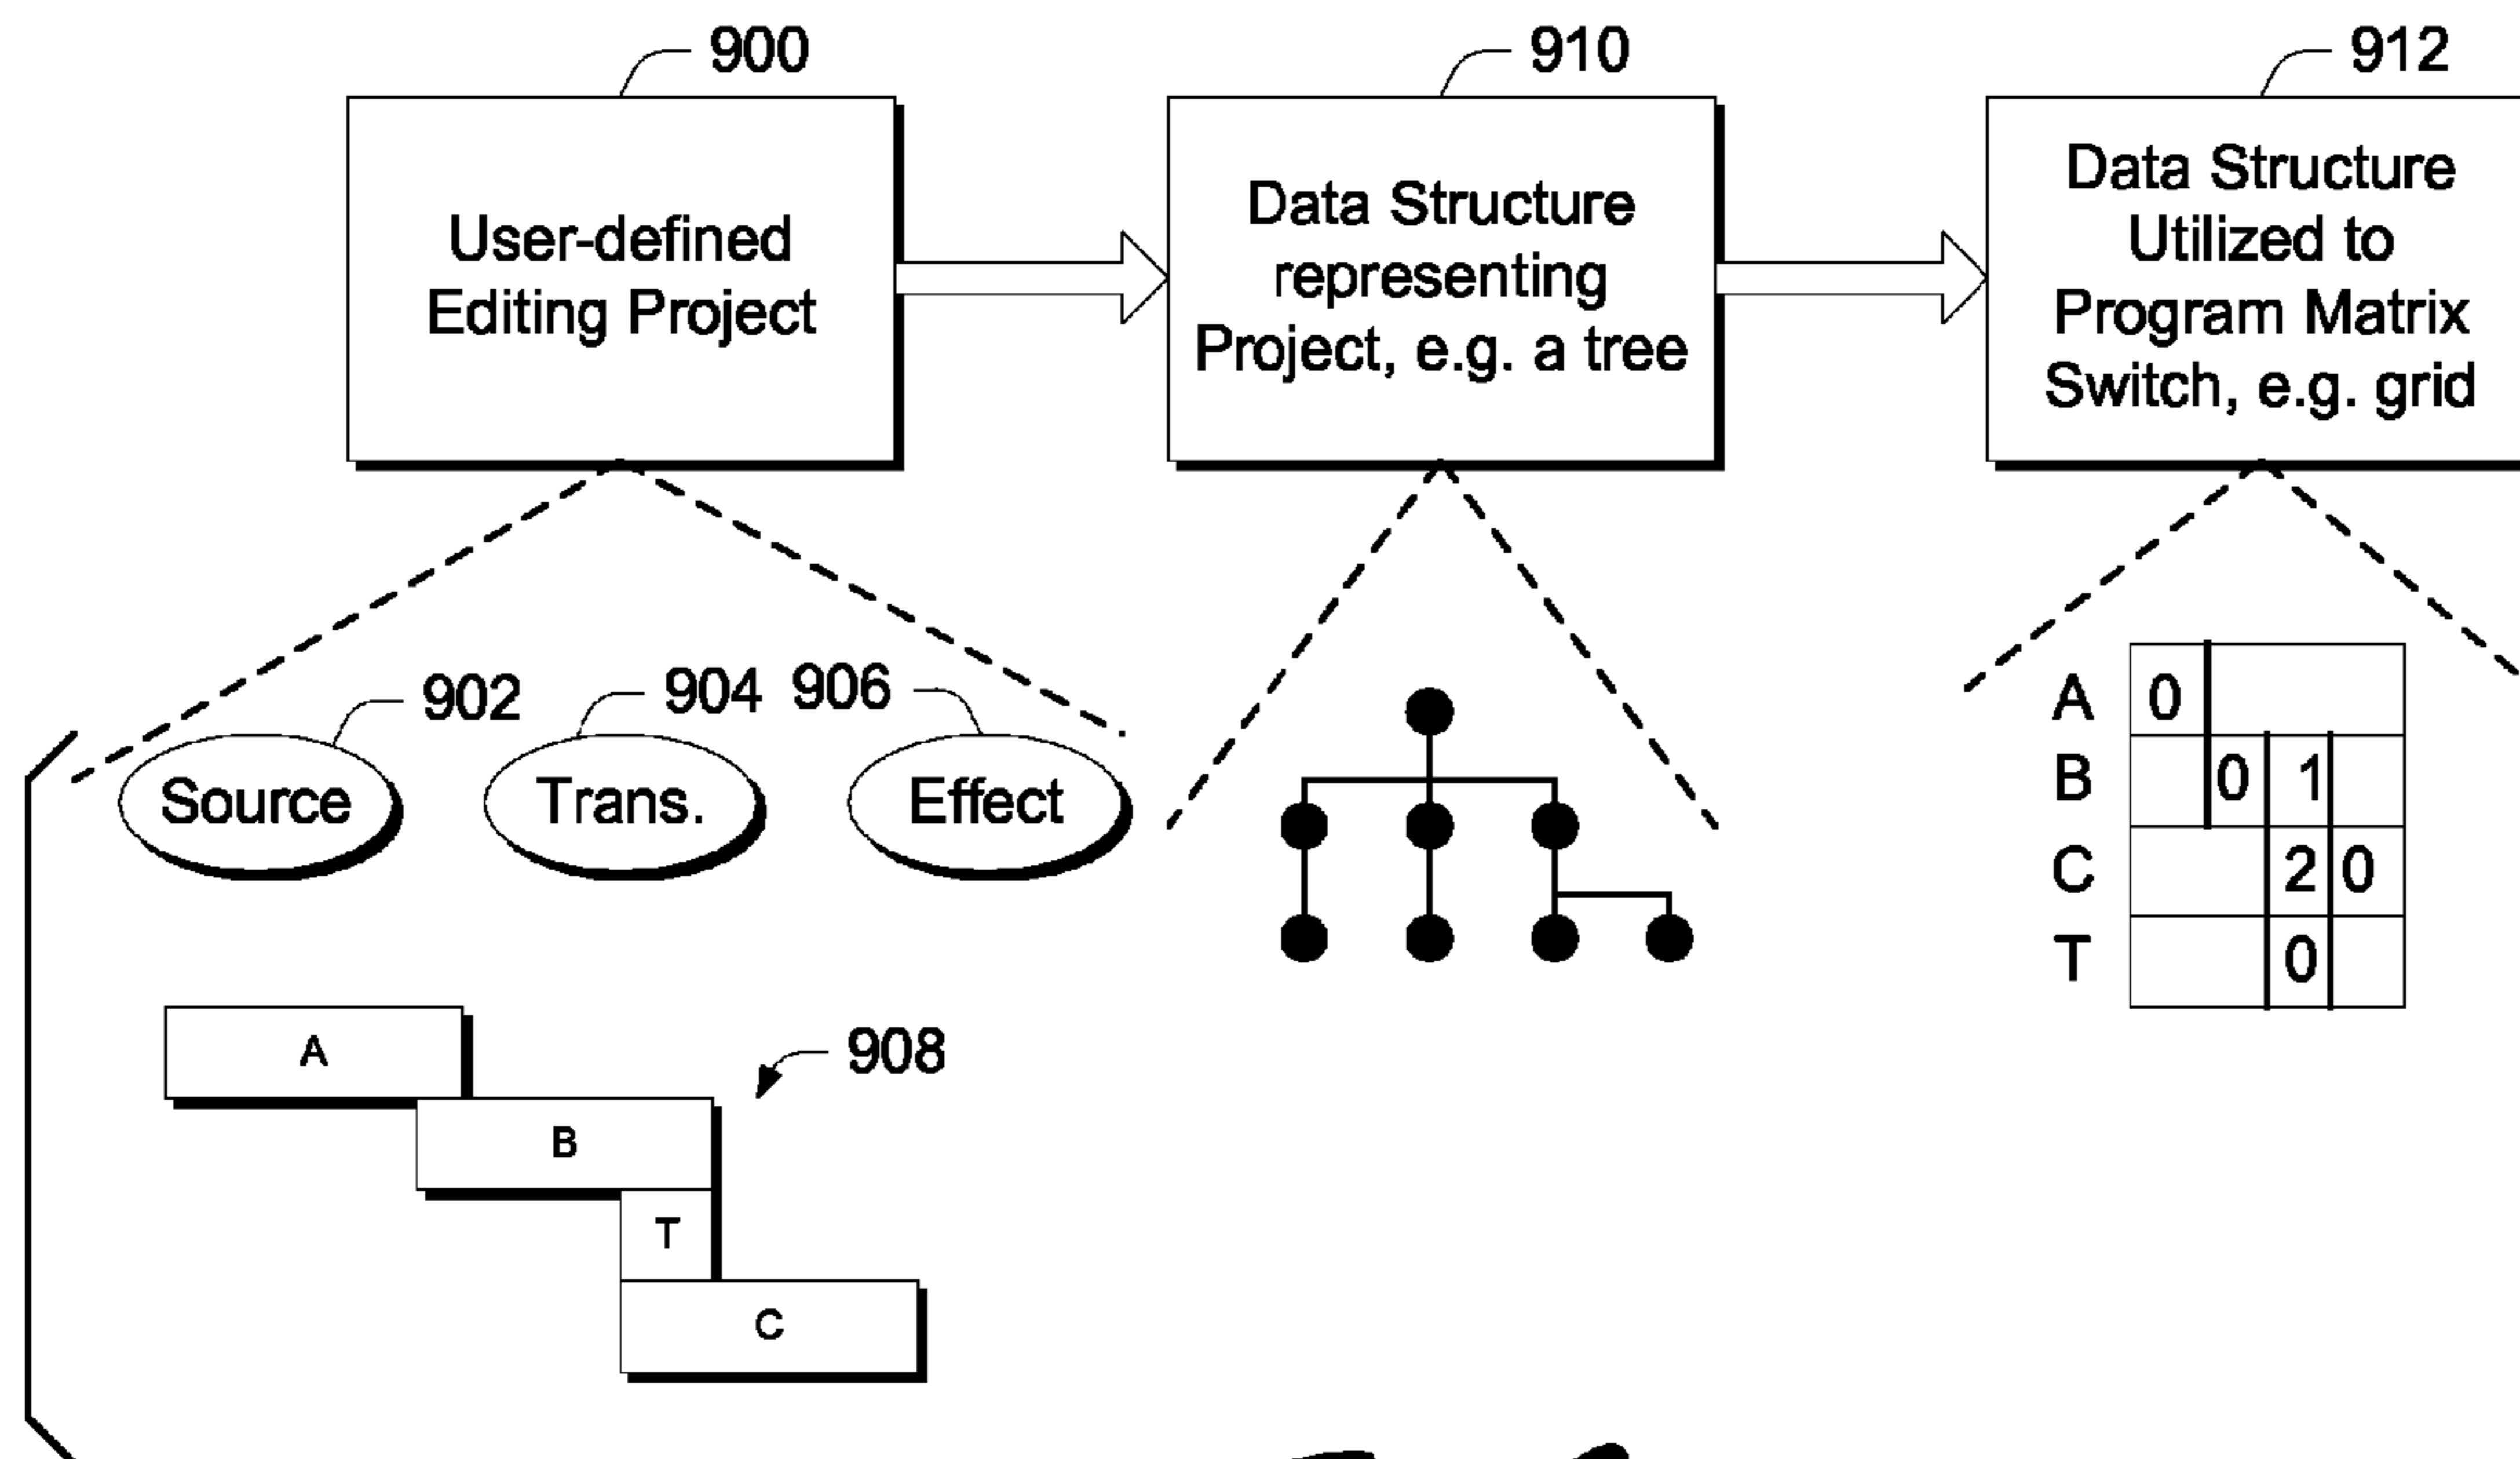 900
910
912
User-defined
Editing Project
Data Structure
representing
Project, e.g. a tree
Data Structure
Utilized to
Program Matrix
Switch, e.g. grid
902
904
906
Source
Trans.
Effect
A 0
B 0 1
C 2 0
T 0
908
A
B
T
C